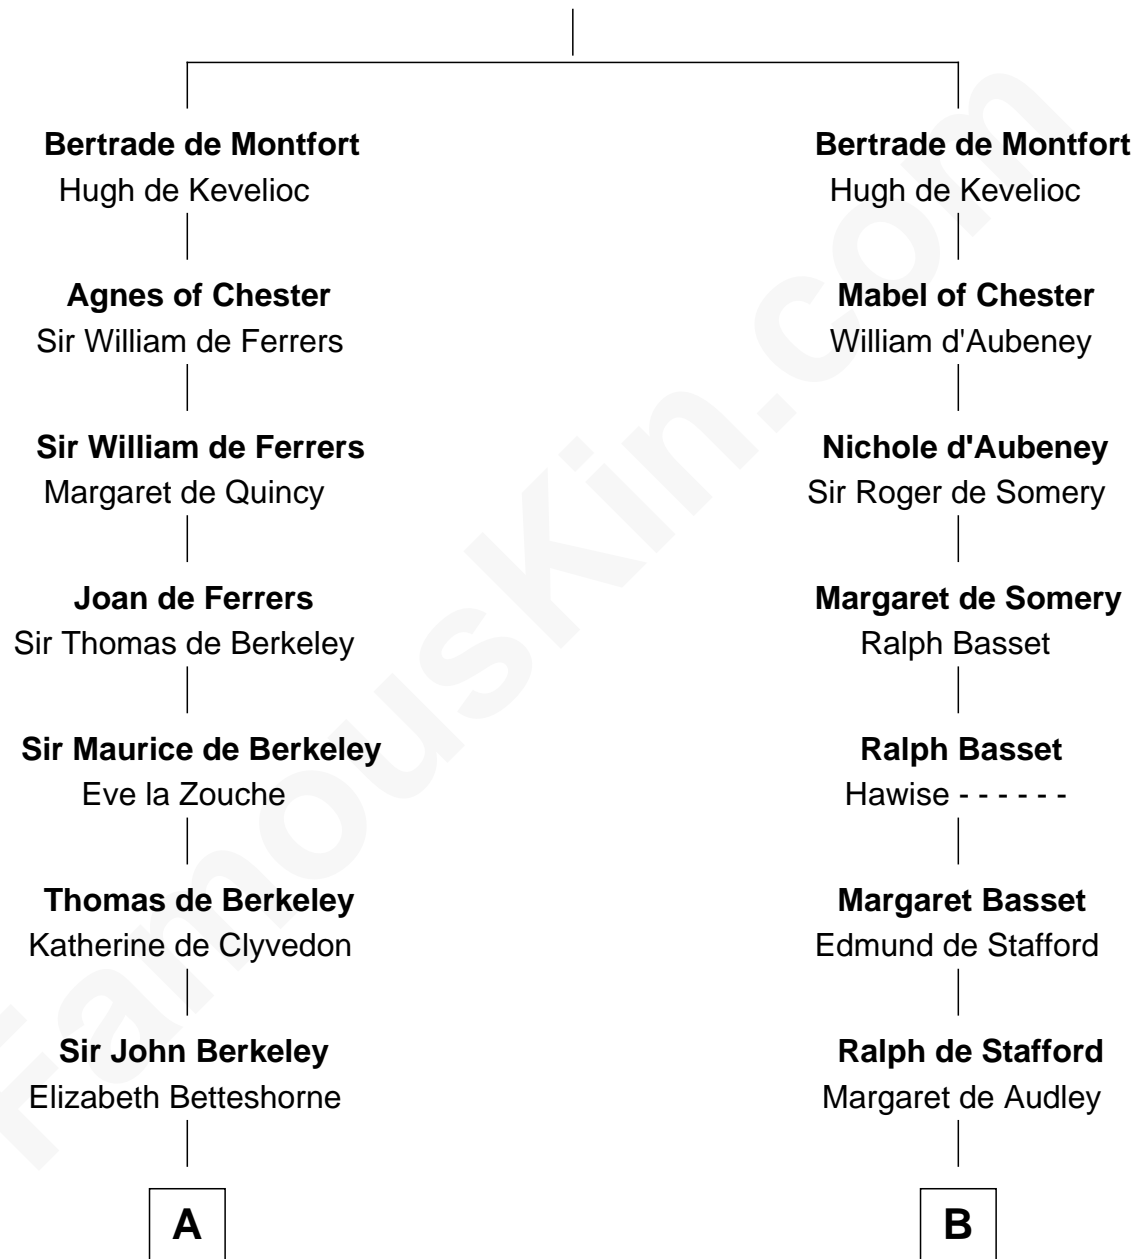 Bertrade de Montfort
Hugh de Kevelioc
Bertrade de Montfort
Hugh de Kevelioc
Agnes of Chester
Sir William de Ferrers
Mabel of Chester
William d'Aubeney
Sir William de Ferrers
Margaret de Quincy
Nichole d'Aubeney
Sir Roger de Somery
Joan de Ferrers
Sir Thomas de Berkeley
Margaret de Somery
Ralph Basset
Sir Maurice de Berkeley
Eve la Zouche
Ralph Basset
Hawise - - - - - -
Thomas de Berkeley
Katherine de Clyvedon
Margaret Basset
Edmund de Stafford
Sir John Berkeley
Elizabeth Betteshorne
Ralph de Stafford
Margaret de Audley
A
B
FamousKin.com